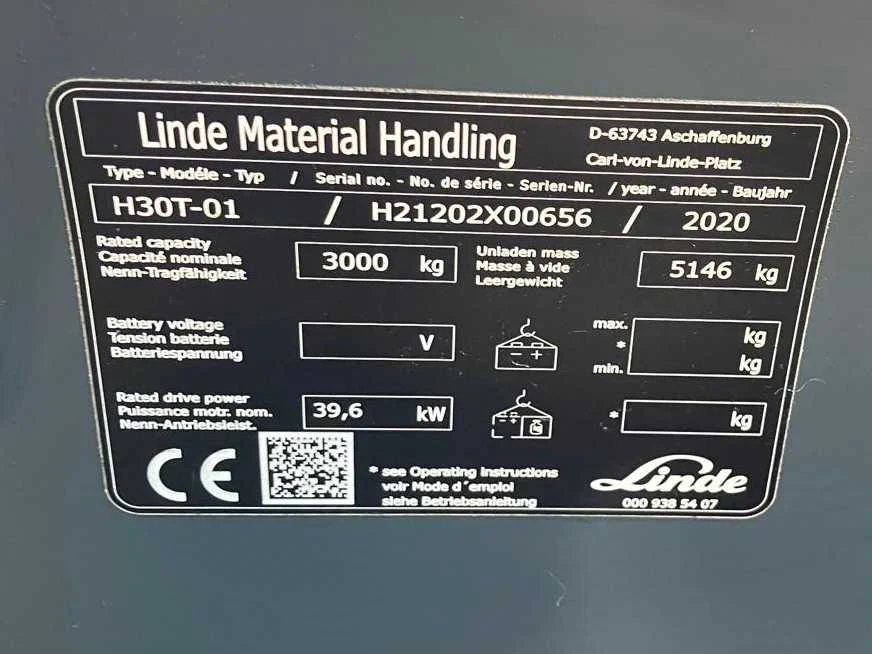 Linde Material Handling
D-63743 Aschaffenburg
Carl-von-Linde-Platz
Type - Modéle - Typ / Serial no. - No. de série - Serien-Nr. / year - année - Baujahr
H30T-01 / H21202X00656 / 2020
Rated capacity
Capacité nominale
Nenn-Tragfähigkeit
3000 kg
Unladen mass
Masse à vide
Leergewicht
5146 kg
Battery voltage
Tension batterie
Batteriespannung
V
- +
max.
*
min.
kg
kg
Rated drive power
Puissance motr. nom.
Nenn-Antriebsleist.
39,6 kW
- +
kg
* kg
CE
* see Operating instructions
voir Mode d´emploi
siehe Betriebsanleitung
Linde
000 938 54 07